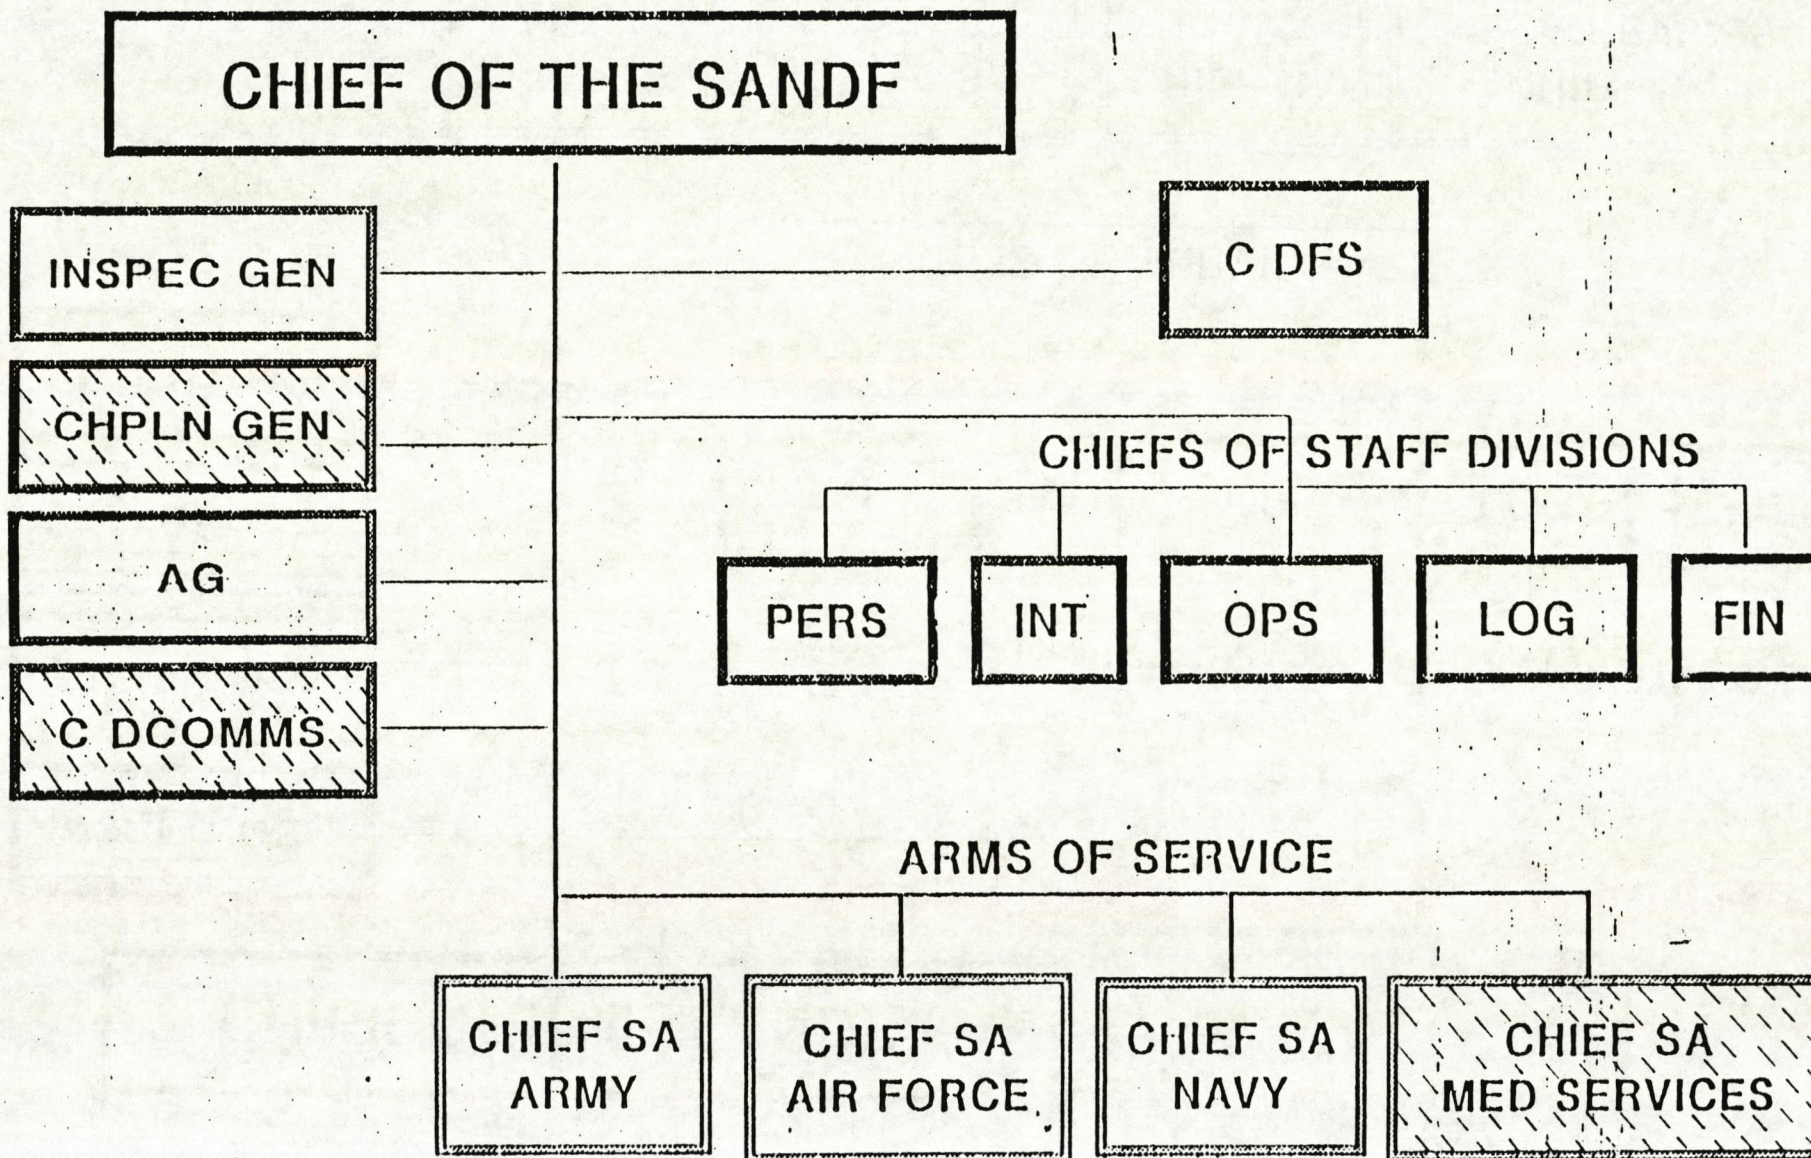 CHIEF OF THE SANDF
INSPEC GEN
C DFS
CHPLN GEN
CHIEFS OF STAFF DIVISIONS
AG
PERS
INT
OPS
LOG
FIN
C DCOMMS
ARMS OF SERVICE
CHIEF SA
ARMY
CHIEF SA
AIR FORCE
CHIEF SA
NAVY
CHIEF SA
MED SERVICES